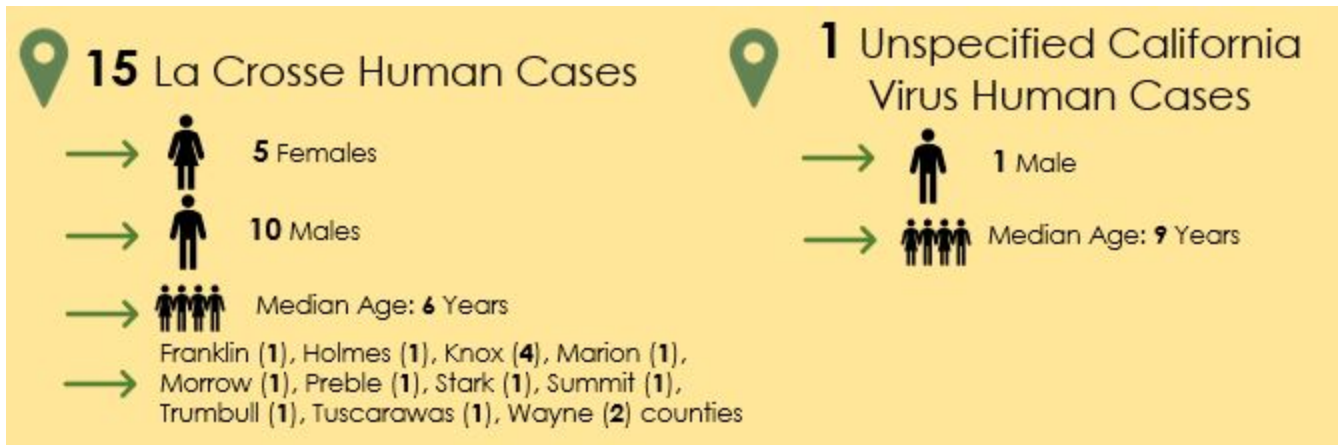 15 La Crosse Human Cases
5 Females
10 Males
Median Age: 6 Years
Franklin (1), Holmes (1), Knox (4), Marion (1),
Morrow (1), Preble (1), Stark (1), Summit (1),
Trumbull (1), Tuscarawas (1), Wayne (2) counties
1 Unspecified California
Virus Human Cases
1 Male
Median Age: 9 Years